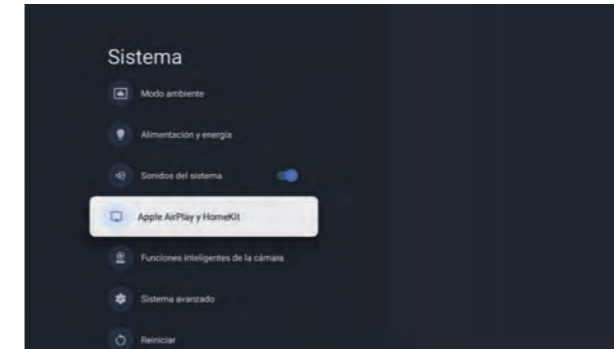 Sistema
Modo ambiente
Alimentación y energía
Sonidos del sistema
Apple AirPlay y HomeKit
Funciones inteligentes de la cámara
Sistema avanzado
Reiniciar